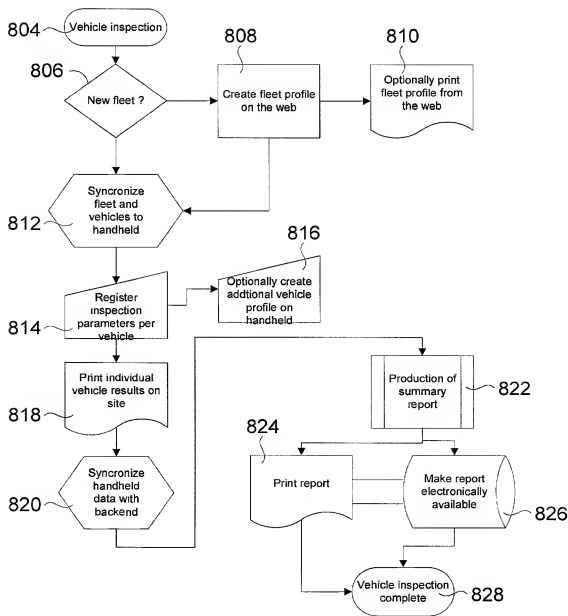 804
Vehicle inspection
806
New fleet ?
808
Create fleet profile
on the web
810
Optionally print
fleet profile from
the web
812
Syncronize
fleet and
vehicles to
handheld
814
Register
inspection
parameters per
vehicle
816
Optionally create
addtional vehicle
profile on
handheld
818
Print individual
vehicle results on
site
820
Syncronize
handheld
data with
backend
822
Production of
summary
report
824
Print report
826
Make report
electronically
available
828
Vehicle inspection
complete